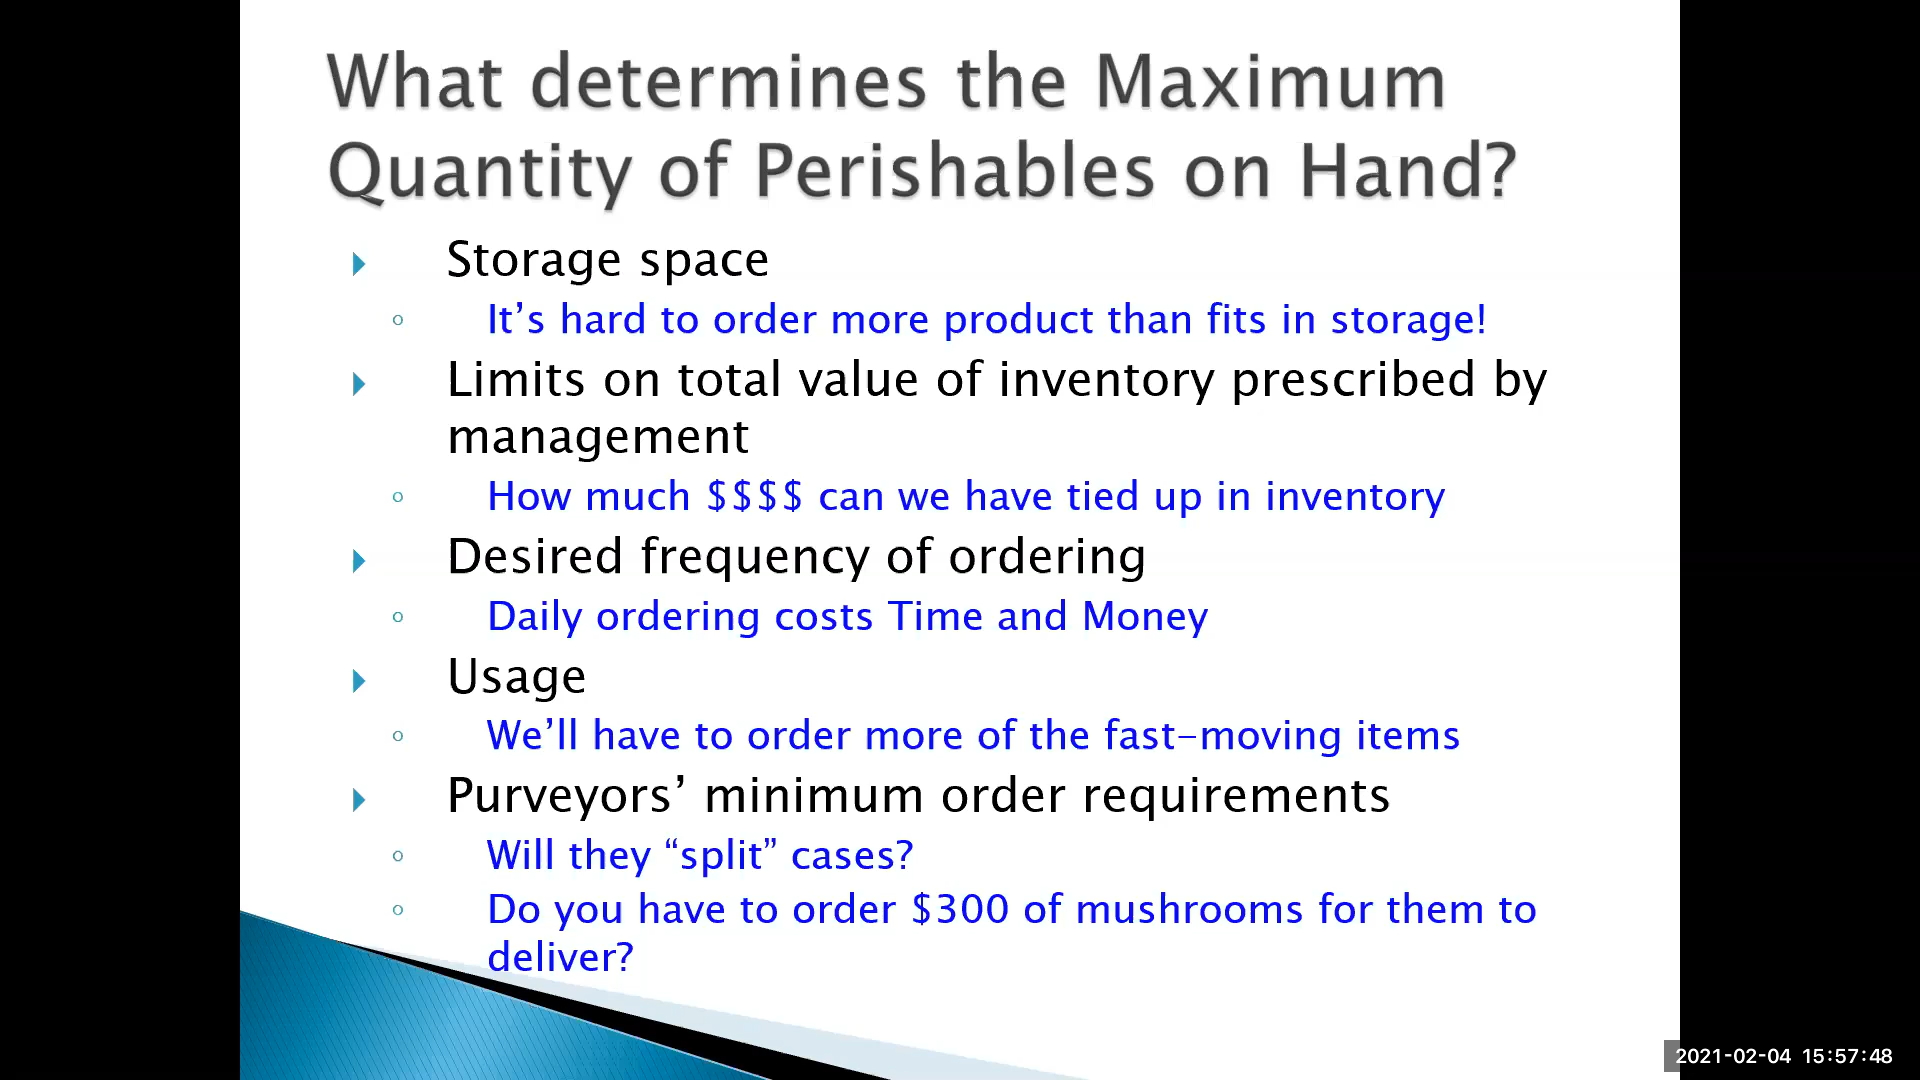 What determines the Maximum
Quantity of Perishables on Hand?
Storage space
It’s hard to order more product than fits in storage!
Limits on total value of inventory prescribed by
management
How much $$$$ can we have tied up in inventory
Desired frequency of ordering
Daily ordering costs Time and Money
Usage
We’ll have to order more of the fast-moving items
Purveyors’ minimum order requirements
Will they “split” cases?
Do you have to order $300 of mushrooms for them to
deliver?
2021-02-04 15:57:48